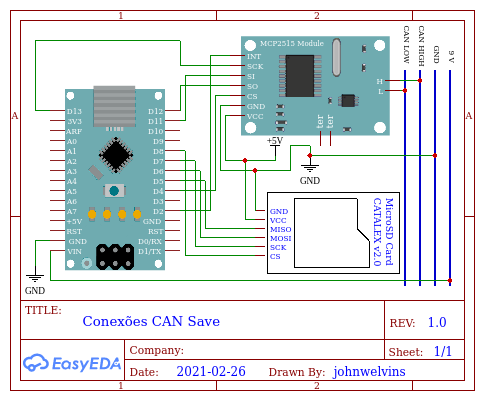 1
2
CAN LOW
CAN HIGH
GND
9 V
MCP2515 Module
INT
SCK
SI
SO
CS
GND
VCC
H
L
ter
ter
+5V
GND
A
A
D13
3V3
ARP
A0
A1
A2
A3
A4
A5
A6
A7
+5V
RST
GND
VIN
D12
D11
D10
D9
D8
D7
D6
D5
D4
D3
D2
GND
RST
D0/RX
D1/TX
GND
GND
VCC
MISO
MOSI
SCK
CS
MicroSD Card
CATALEX v2.0
TITLE:
Conexões CAN Save
REV: 1.0
EasyEDA
Company:
Sheet: 1/1
Date: 2021-02-26 Drawn By: johnwelvins
1
2